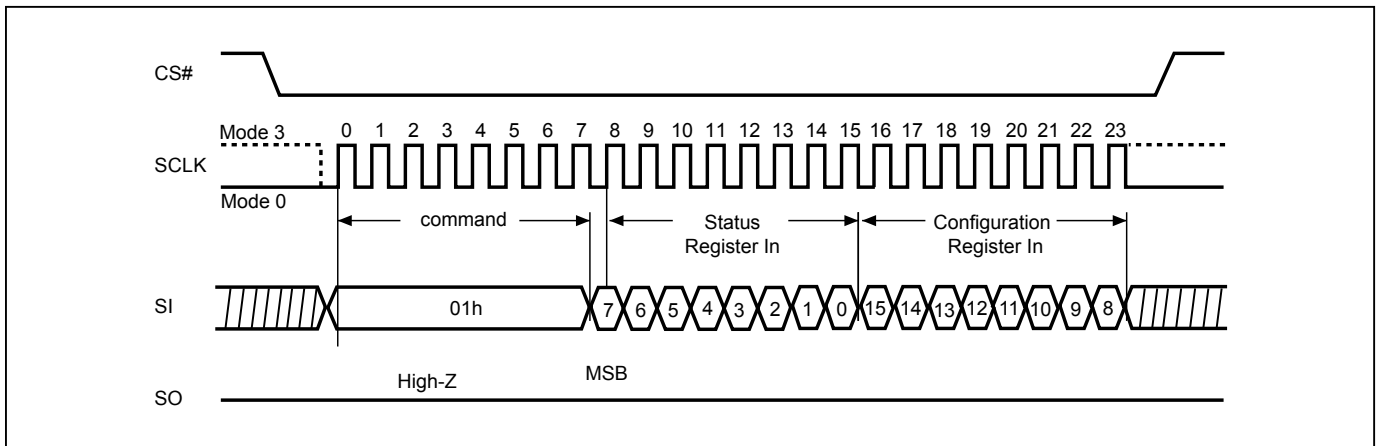 CS#
Mode 3
0 1 2 3 4 5 6 7 8 9 10 11 12 13 14 15 16 17 18 19 20 21 22 23
SCLK
Mode 0
command
Status
Register In
Configuration
Register In
SI
01h
7 6 5 4 3 2 1 0 15 14 13 12 11 10 9 8
High-Z
MSB
SO